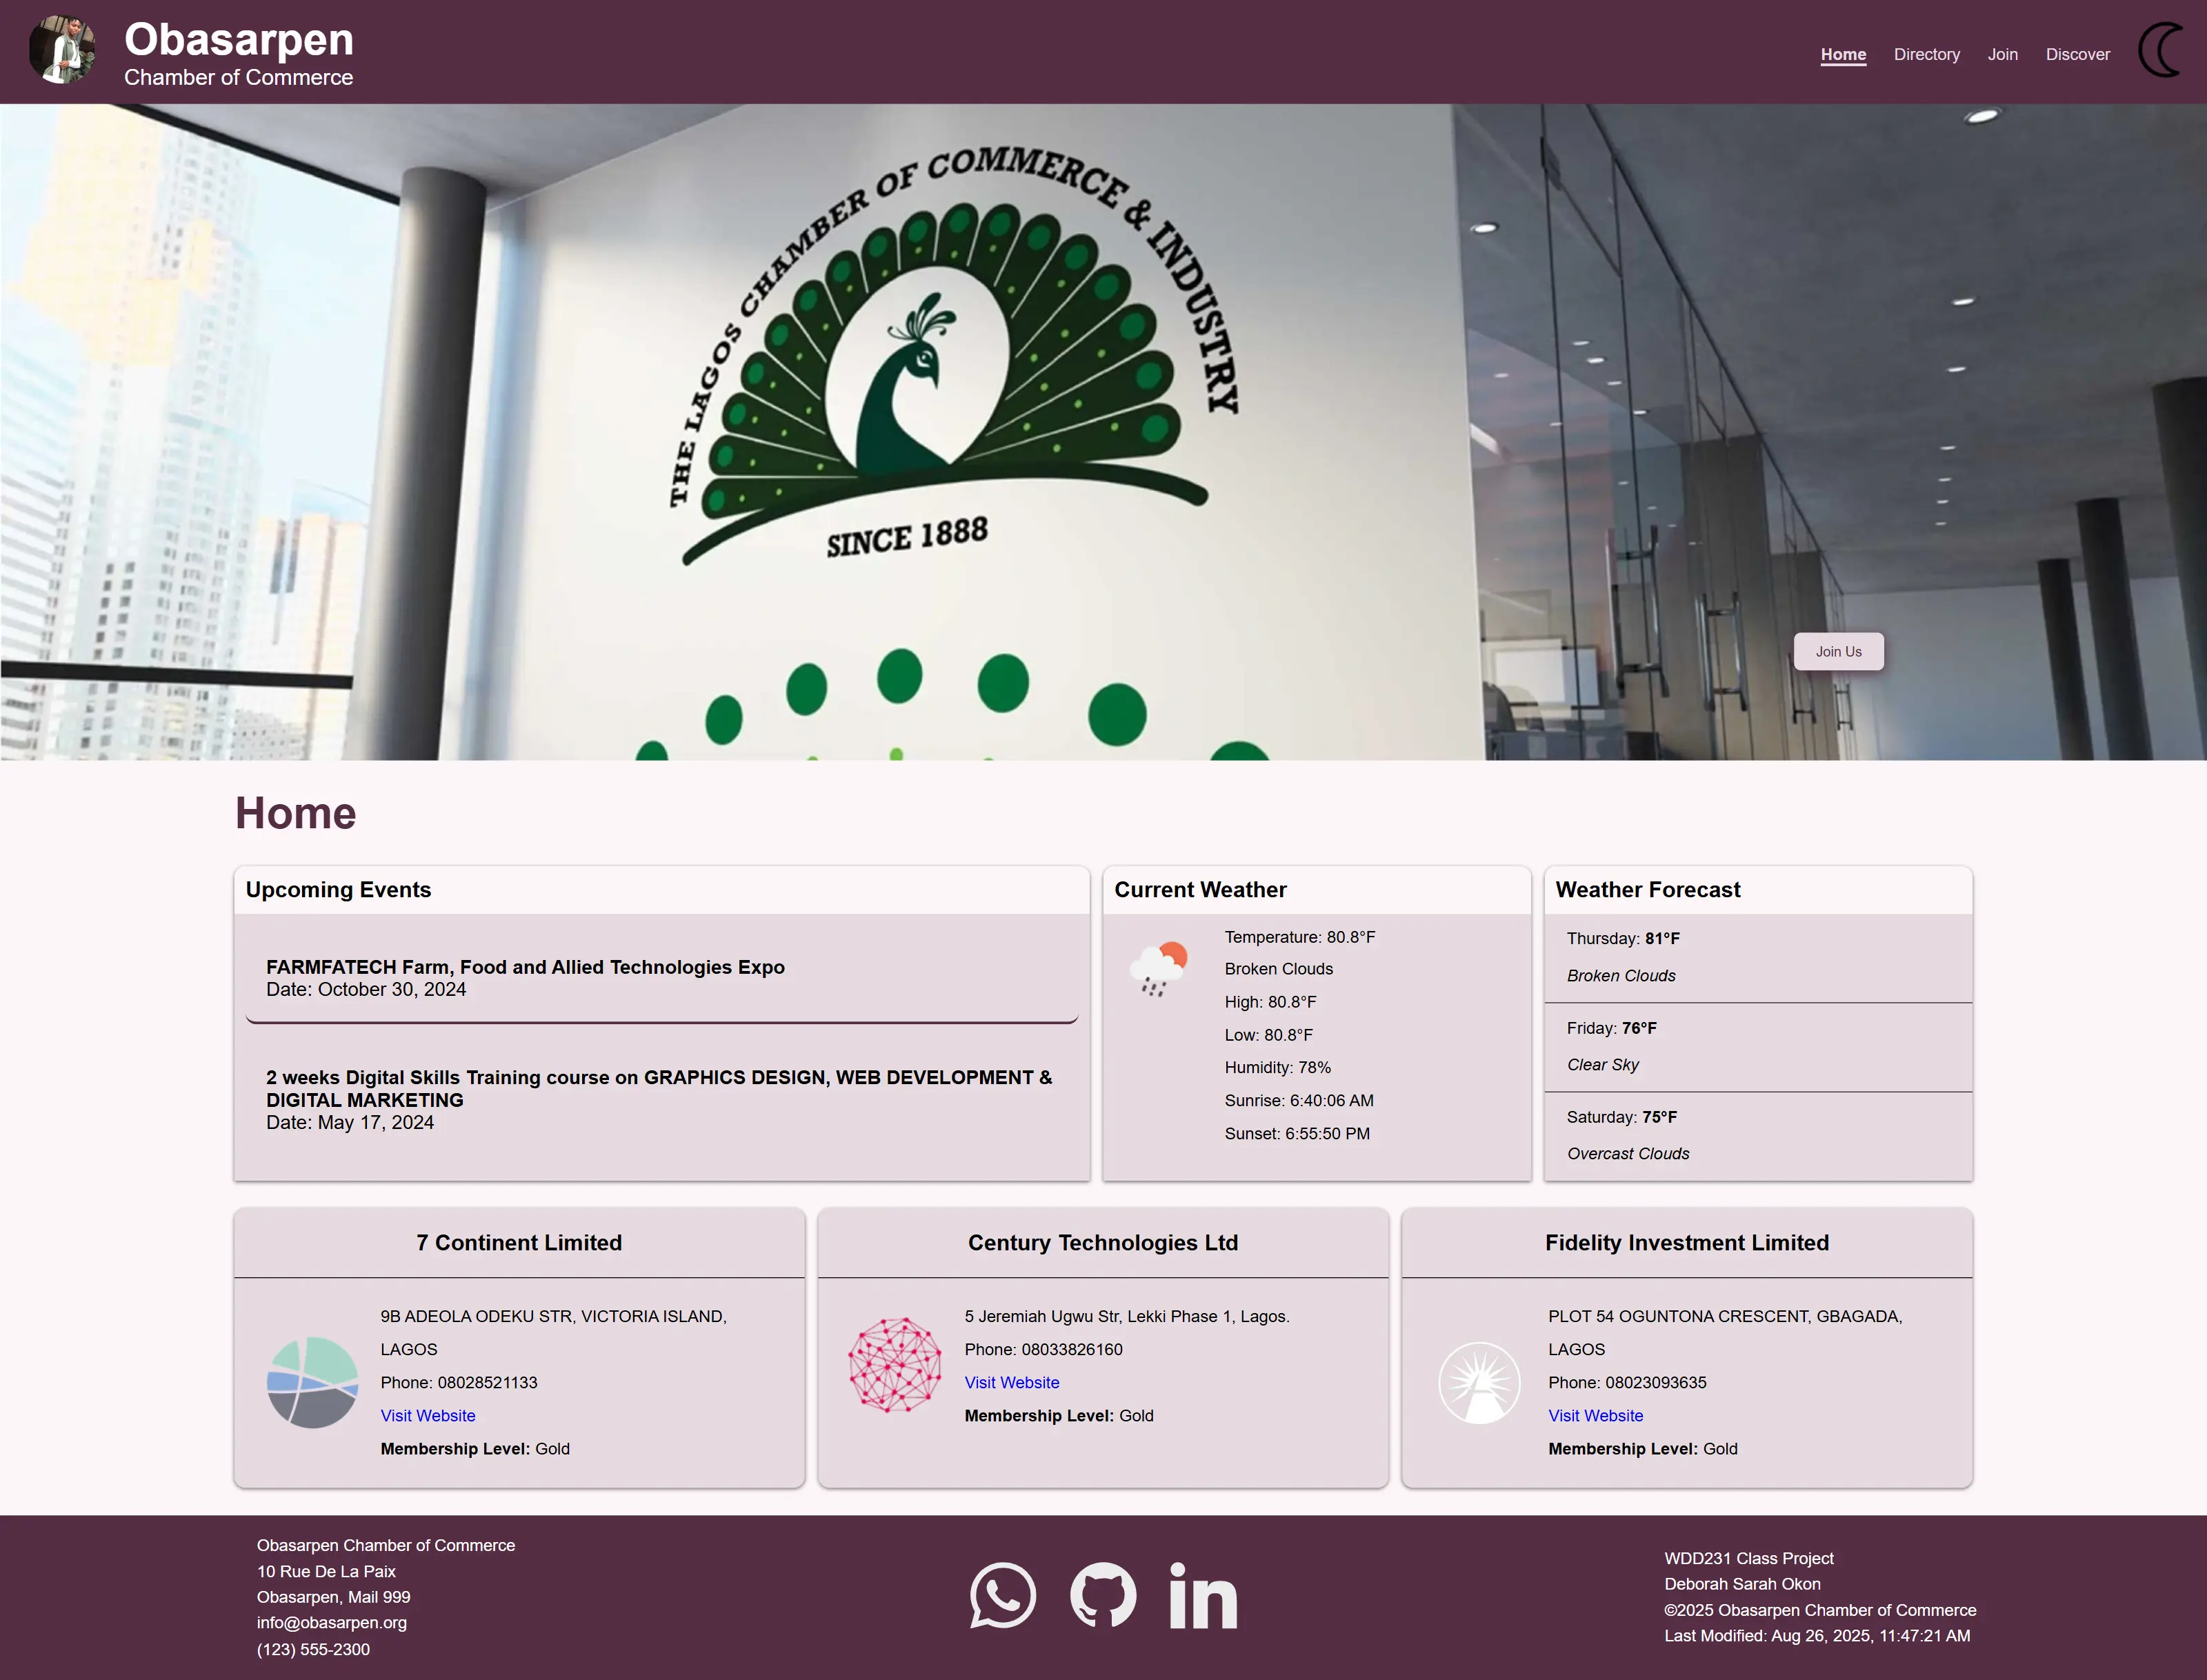 Obasarpen
Chamber of Commerce
Home
Directory
Join
Discover
THE LAGOS CHAMBER OF COMMERCE & INDUSTRY
SINCE 1888
Join Us
Home
Upcoming Events
FARMFATECH Farm, Food and Allied Technologies Expo
Date: October 30, 2024
2 weeks Digital Skills Training course on GRAPHICS DESIGN, WEB DEVELOPMENT &
DIGITAL MARKETING
Date: May 17, 2024
Current Weather
Temperature: 80.8°F
Broken Clouds
High: 80.8°F
Low: 80.8°F
Humidity: 78%
Sunrise: 6:40:06 AM
Sunset: 6:55:50 PM
Weather Forecast
Thursday: 81°F
Broken Clouds
Friday: 76°F
Clear Sky
Saturday: 75°F
Overcast Clouds
7 Continent Limited
9B ADEOLA ODEKU STR, VICTORIA ISLAND,
LAGOS
Phone: 08028521133
Visit Website
Membership Level: Gold
Century Technologies Ltd
5 Jeremiah Ugwu Str, Lekki Phase 1, Lagos.
Phone: 08033826160
Visit Website
Membership Level: Gold
Fidelity Investment Limited
PLOT 54 OGUNTONA CRESCENT, GBAGADA,
LAGOS
Phone: 08023093635
Visit Website
Membership Level: Gold
Obasarpen Chamber of Commerce
10 Rue De La Paix
Obasarpen, Mail 999
info@obasarpen.org
(123) 555-2300
in
WDD231 Class Project
Deborah Sarah Okon
©2025 Obasarpen Chamber of Commerce
Last Modified: Aug 26, 2025, 11:47:21 AM